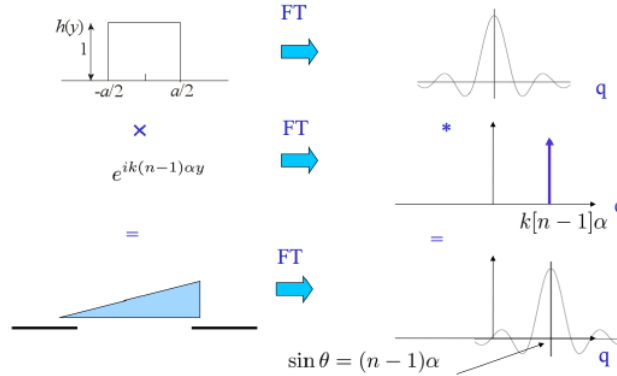 FT
h(y)
1
-a/2
a/2
q
×
FT
*
e^{ik(n−1)αy}
k[n − 1]α
=
FT
=
sin θ = (n − 1)α
q